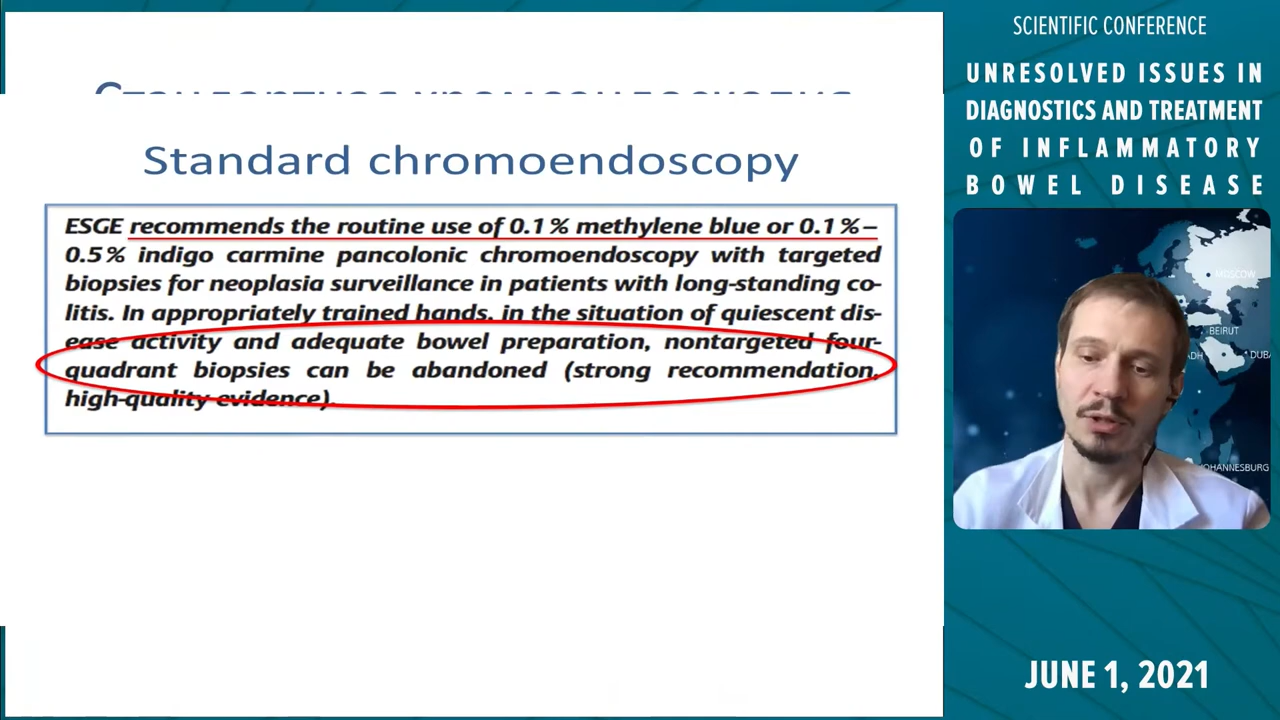 Стандартная хромоэндоскопия
Standard chromoendoscopy
ESGE recommends the routine use of 0.1% methylene blue or 0.1%–
0.5% indigo carmine pancolonic chromoendoscopy with targeted
biopsies for neoplasia surveillance in patients with long-standing co-
litis. In appropriately trained hands, in the situation of quiescent dis-
ease activity and adequate bowel preparation, nontargeted four-
quadrant biopsies can be abandoned (strong recommendation,
high-quality evidence).
SCIENTIFIC CONFERENCE
UNRESOLVED ISSUES IN
DIAGNOSTICS AND TREATMENT
OF INFLAMMATORY
BOWEL DISEASE
MOSCOW
BEIRUT
DUBA
JOHANNESBURG
JUNE 1, 2021